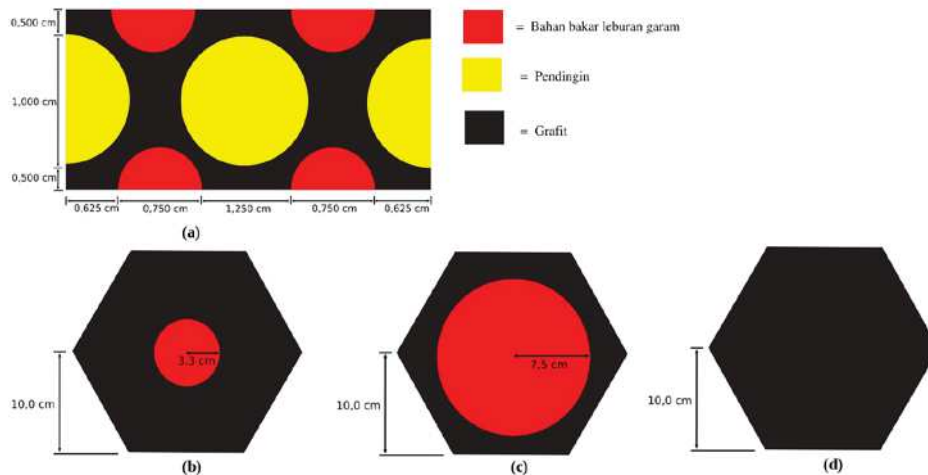 0,500 cm
1,000 cm
0,500 cm
0,625 cm
0,750 cm
1,250 cm
0,750 cm
0,625 cm
(a)
= Bahan bakar leburan garam
= Pendingin
= Grafit
3,3 cm
10,0 cm
(b)
7,5 cm
10,0 cm
(c)
10,0 cm
(d)